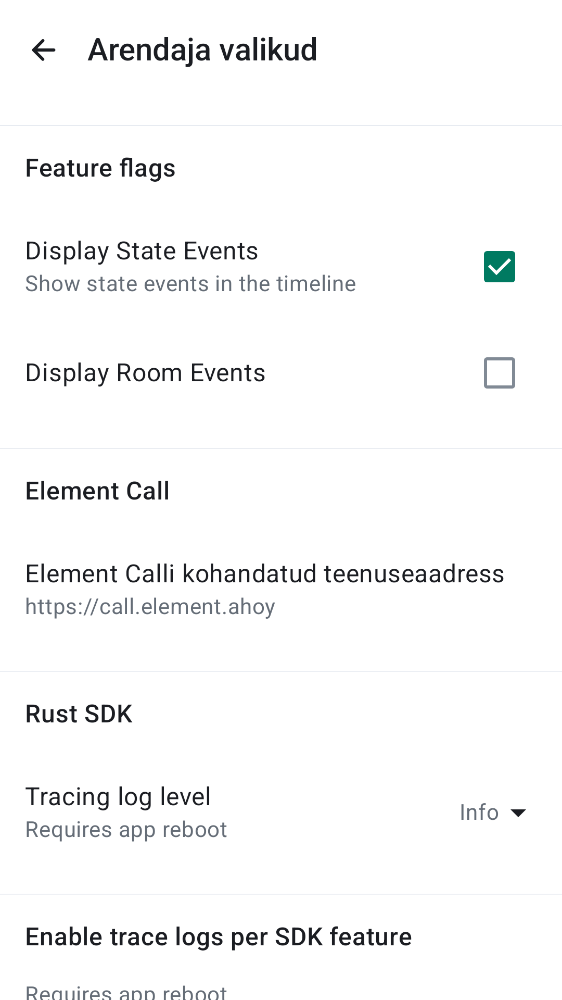 Arendaja valikud
Feature flags
Display State Events
Show state events in the timeline
Display Room Events
Element Call
Element Calli kohandatud teenuseaadress
https://call.element.ahoy
Rust SDK
Tracing log level
Requires app reboot
Info
Enable trace logs per SDK feature
Requires app reboot